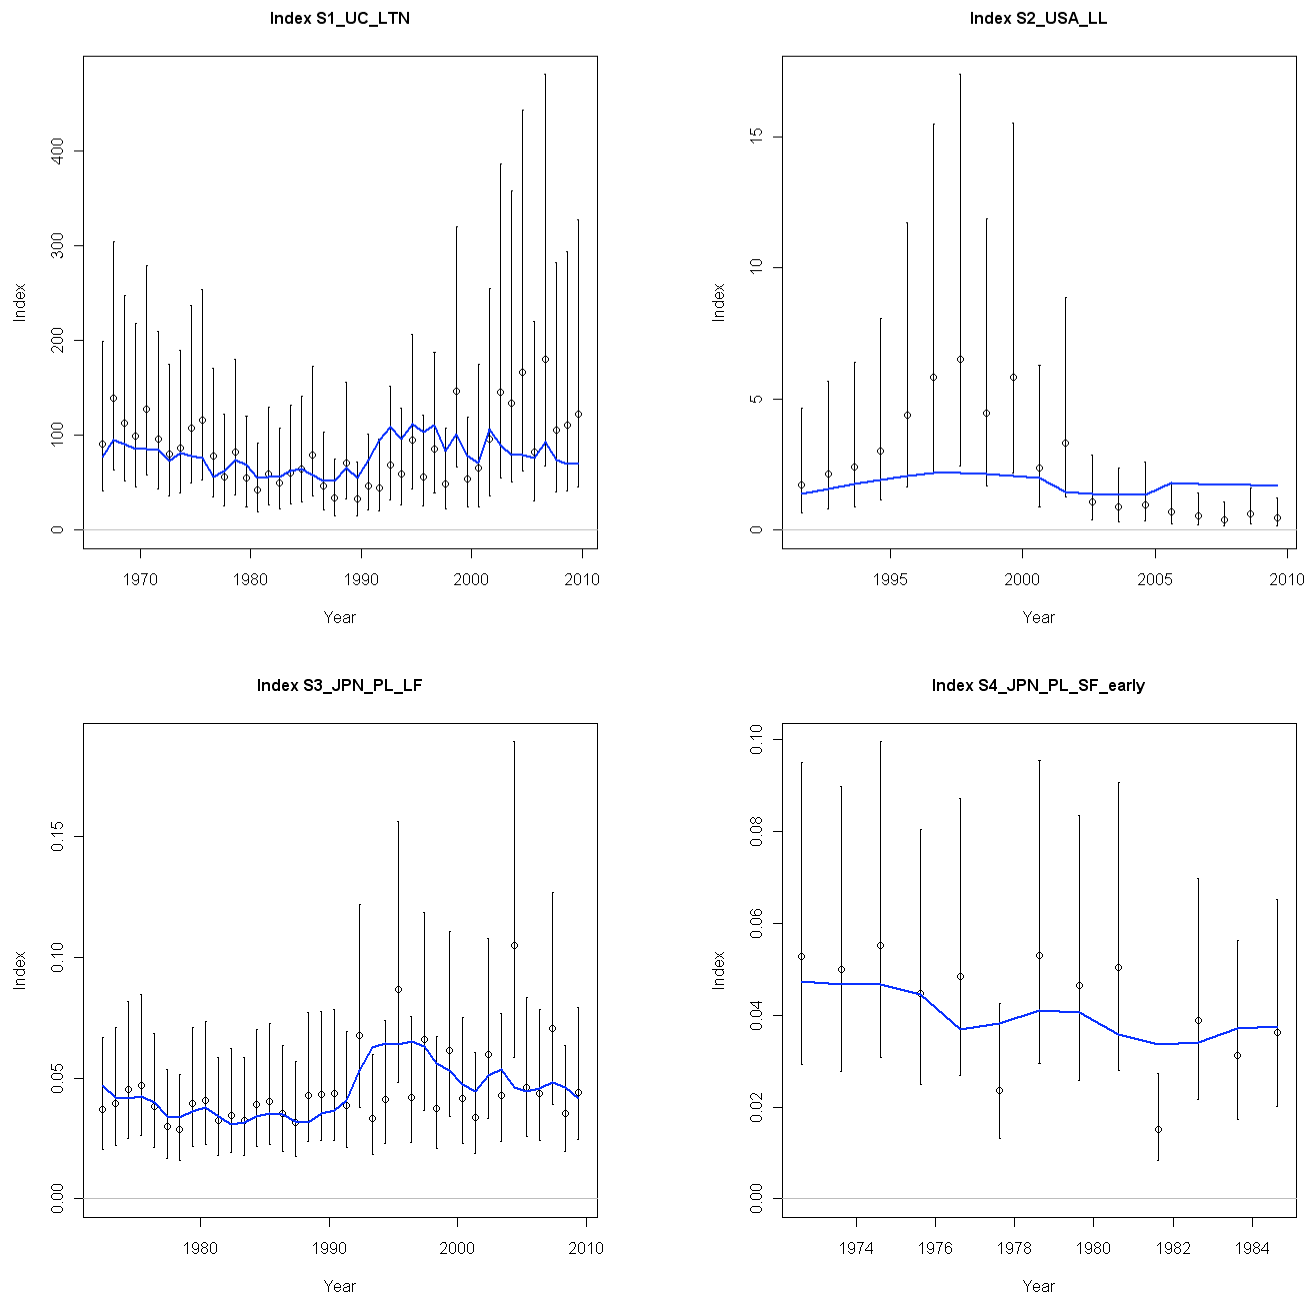 Index S1_UC_LTN
Index
0 100 200 300 400
1970 1980 1990 2000 2010
Year
Index S2_USA_LL
Index
0 5 10 15
1995 2000 2005 2010
Year
Index S3_JPN_PL_LF
Index
0.00 0.05 0.10 0.15
1980 1990 2000 2010
Year
Index S4_JPN_PL_SF_early
Index
0.00 0.02 0.04 0.06 0.08 0.10
1974 1976 1978 1980 1982 1984
Year